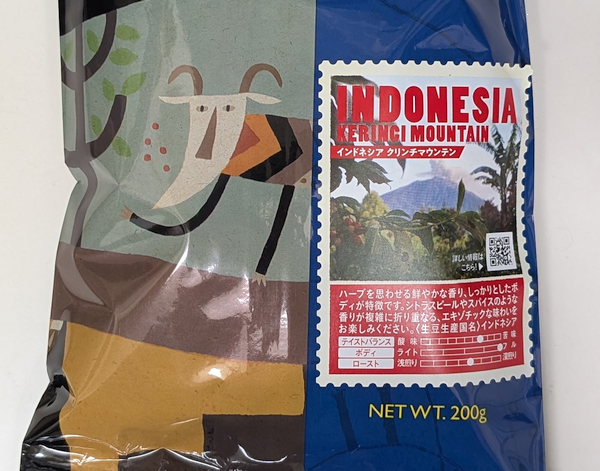 INDONESIA
KERINCI MOUNTAIN
インドネシア クリンチマウンテン
詳しい情報は
こちら!▶
ハーブを思わせる鮮やかな香り、しっかりとしたボ
ディが特徴です。シトラスピールやスパイスのような
香りが複雑に折り重なる、エキゾチックな味わいを
お楽しみください。〈生豆生産国名〉インドネシア
テイストバランス 酸味 苦味
ボディ ライト フル
ロースト 浅煎り 深煎り
NET WT. 200g